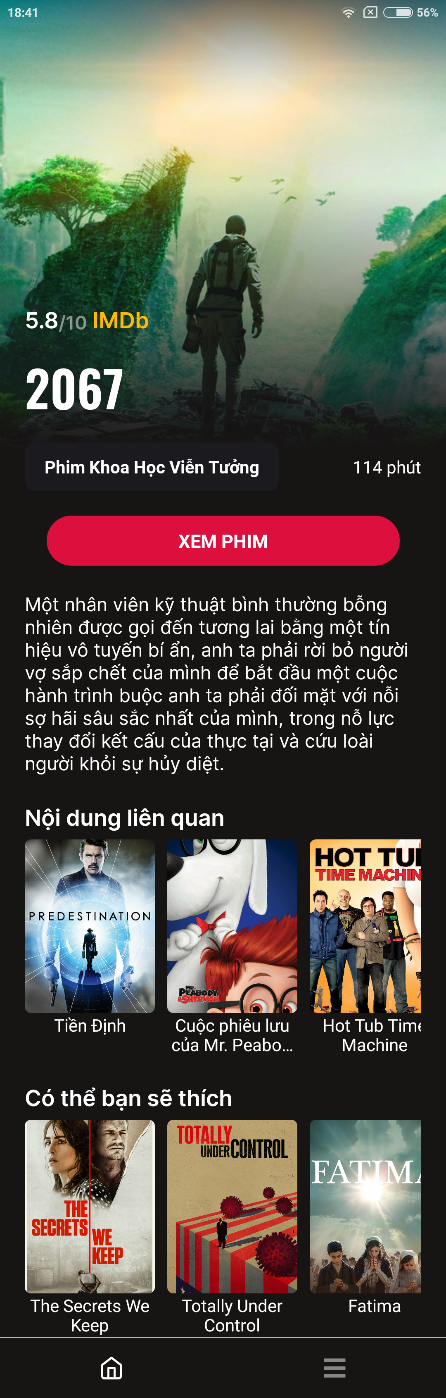 18:41
56%
5.8/10 IMDb
2067
Phim Khoa Học Viễn Tưởng
114 phút
XEM PHIM
Một nhân viên kỹ thuật bình thường bỗng
nhiên được gọi đến tương lai bằng một tín
hiệu vô tuyến bí ẩn, anh ta phải rời bỏ người
vợ sắp chết của mình để bắt đầu một cuộc
hành trình buộc anh ta phải đối mặt với nỗi
sợ hãi sâu sắc nhất của mình, trong nỗ lực
thay đổi kết cấu của thực tại và cứu loài
người khỏi sự hủy diệt.
Nội dung liên quan
PREDESTINATION
MR. PEABODY
& SHERMAN
HOT TU
TIME MACHIN
Tiền Định
Cuộc phiêu lưu
của Mr. Peabo...
Hot Tub Time
Machine
Có thể bạn sẽ thích
THE
SECRETS
WE
KEEP
TOTALLY
UNDER CONTROL
FATIMA
The Secrets We
Keep
Totally Under
Control
Fatima